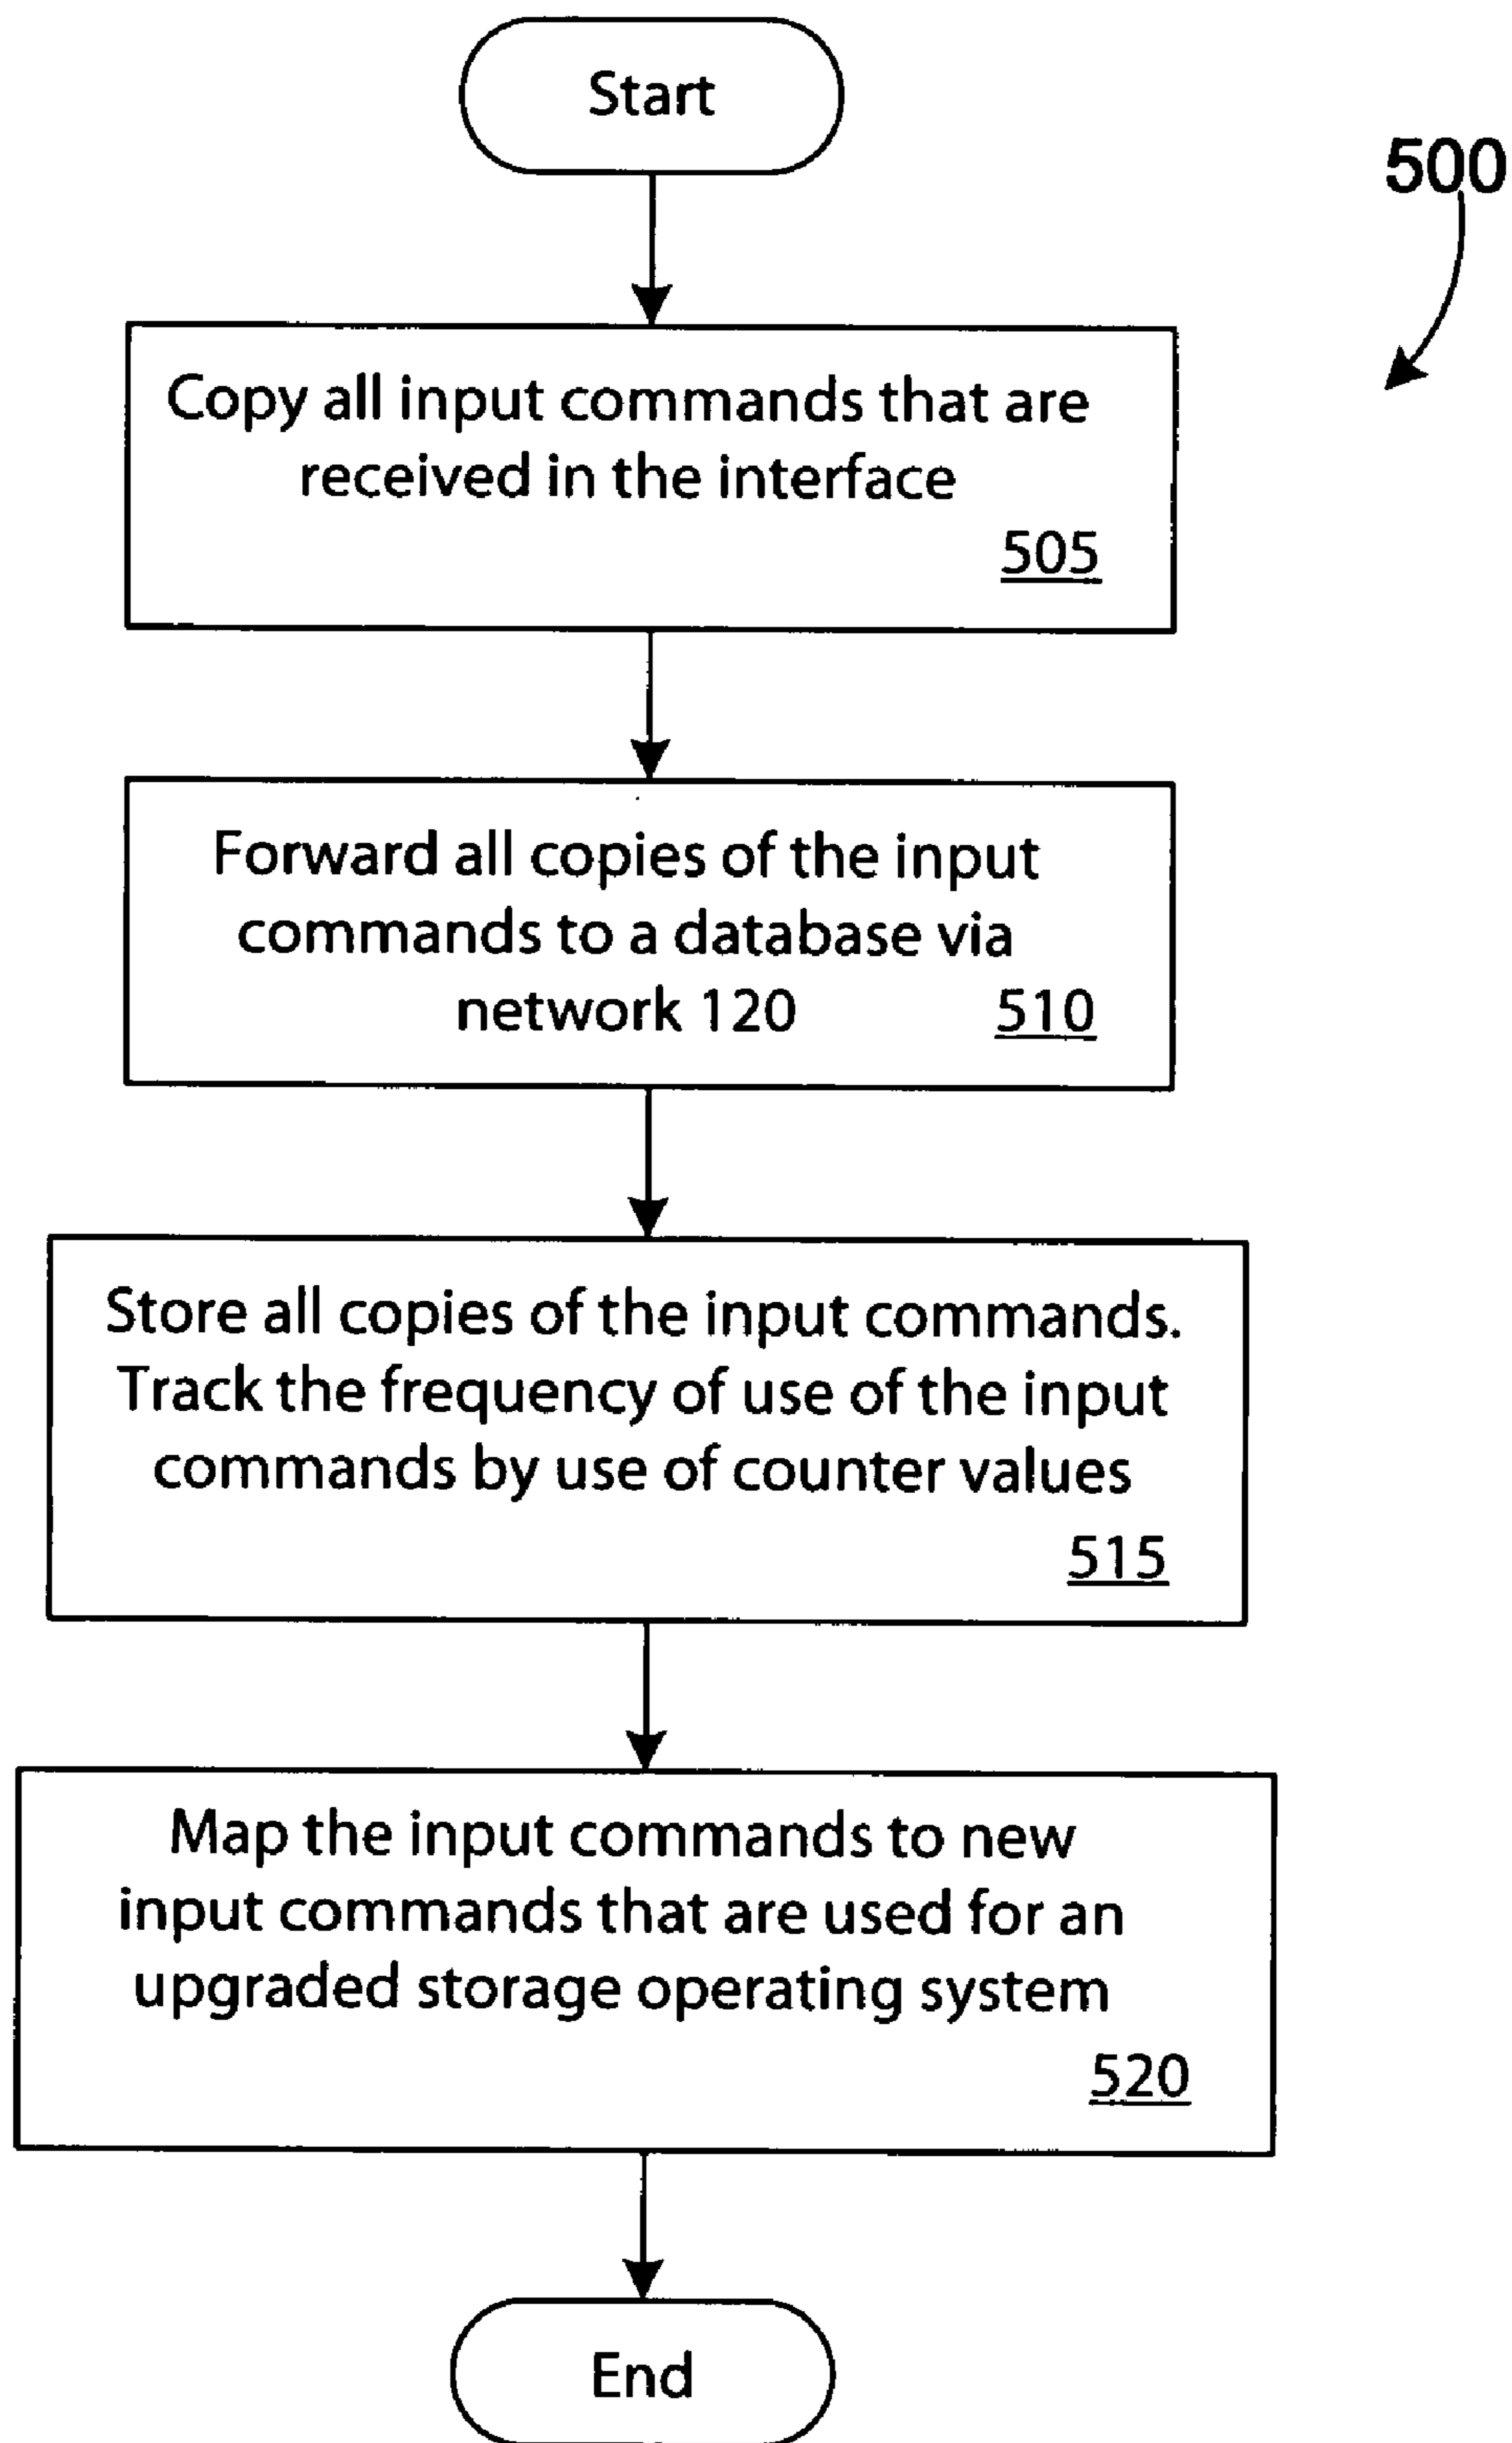 Start
500
Copy all input commands that are
received in the interface
505
Forward all copies of the input
commands to a database via
network 120 510
Store all copies of the input commands.
Track the frequency of use of the input
commands by use of counter values
515
Map the input commands to new
input commands that are used for an
upgraded storage operating system
520
End